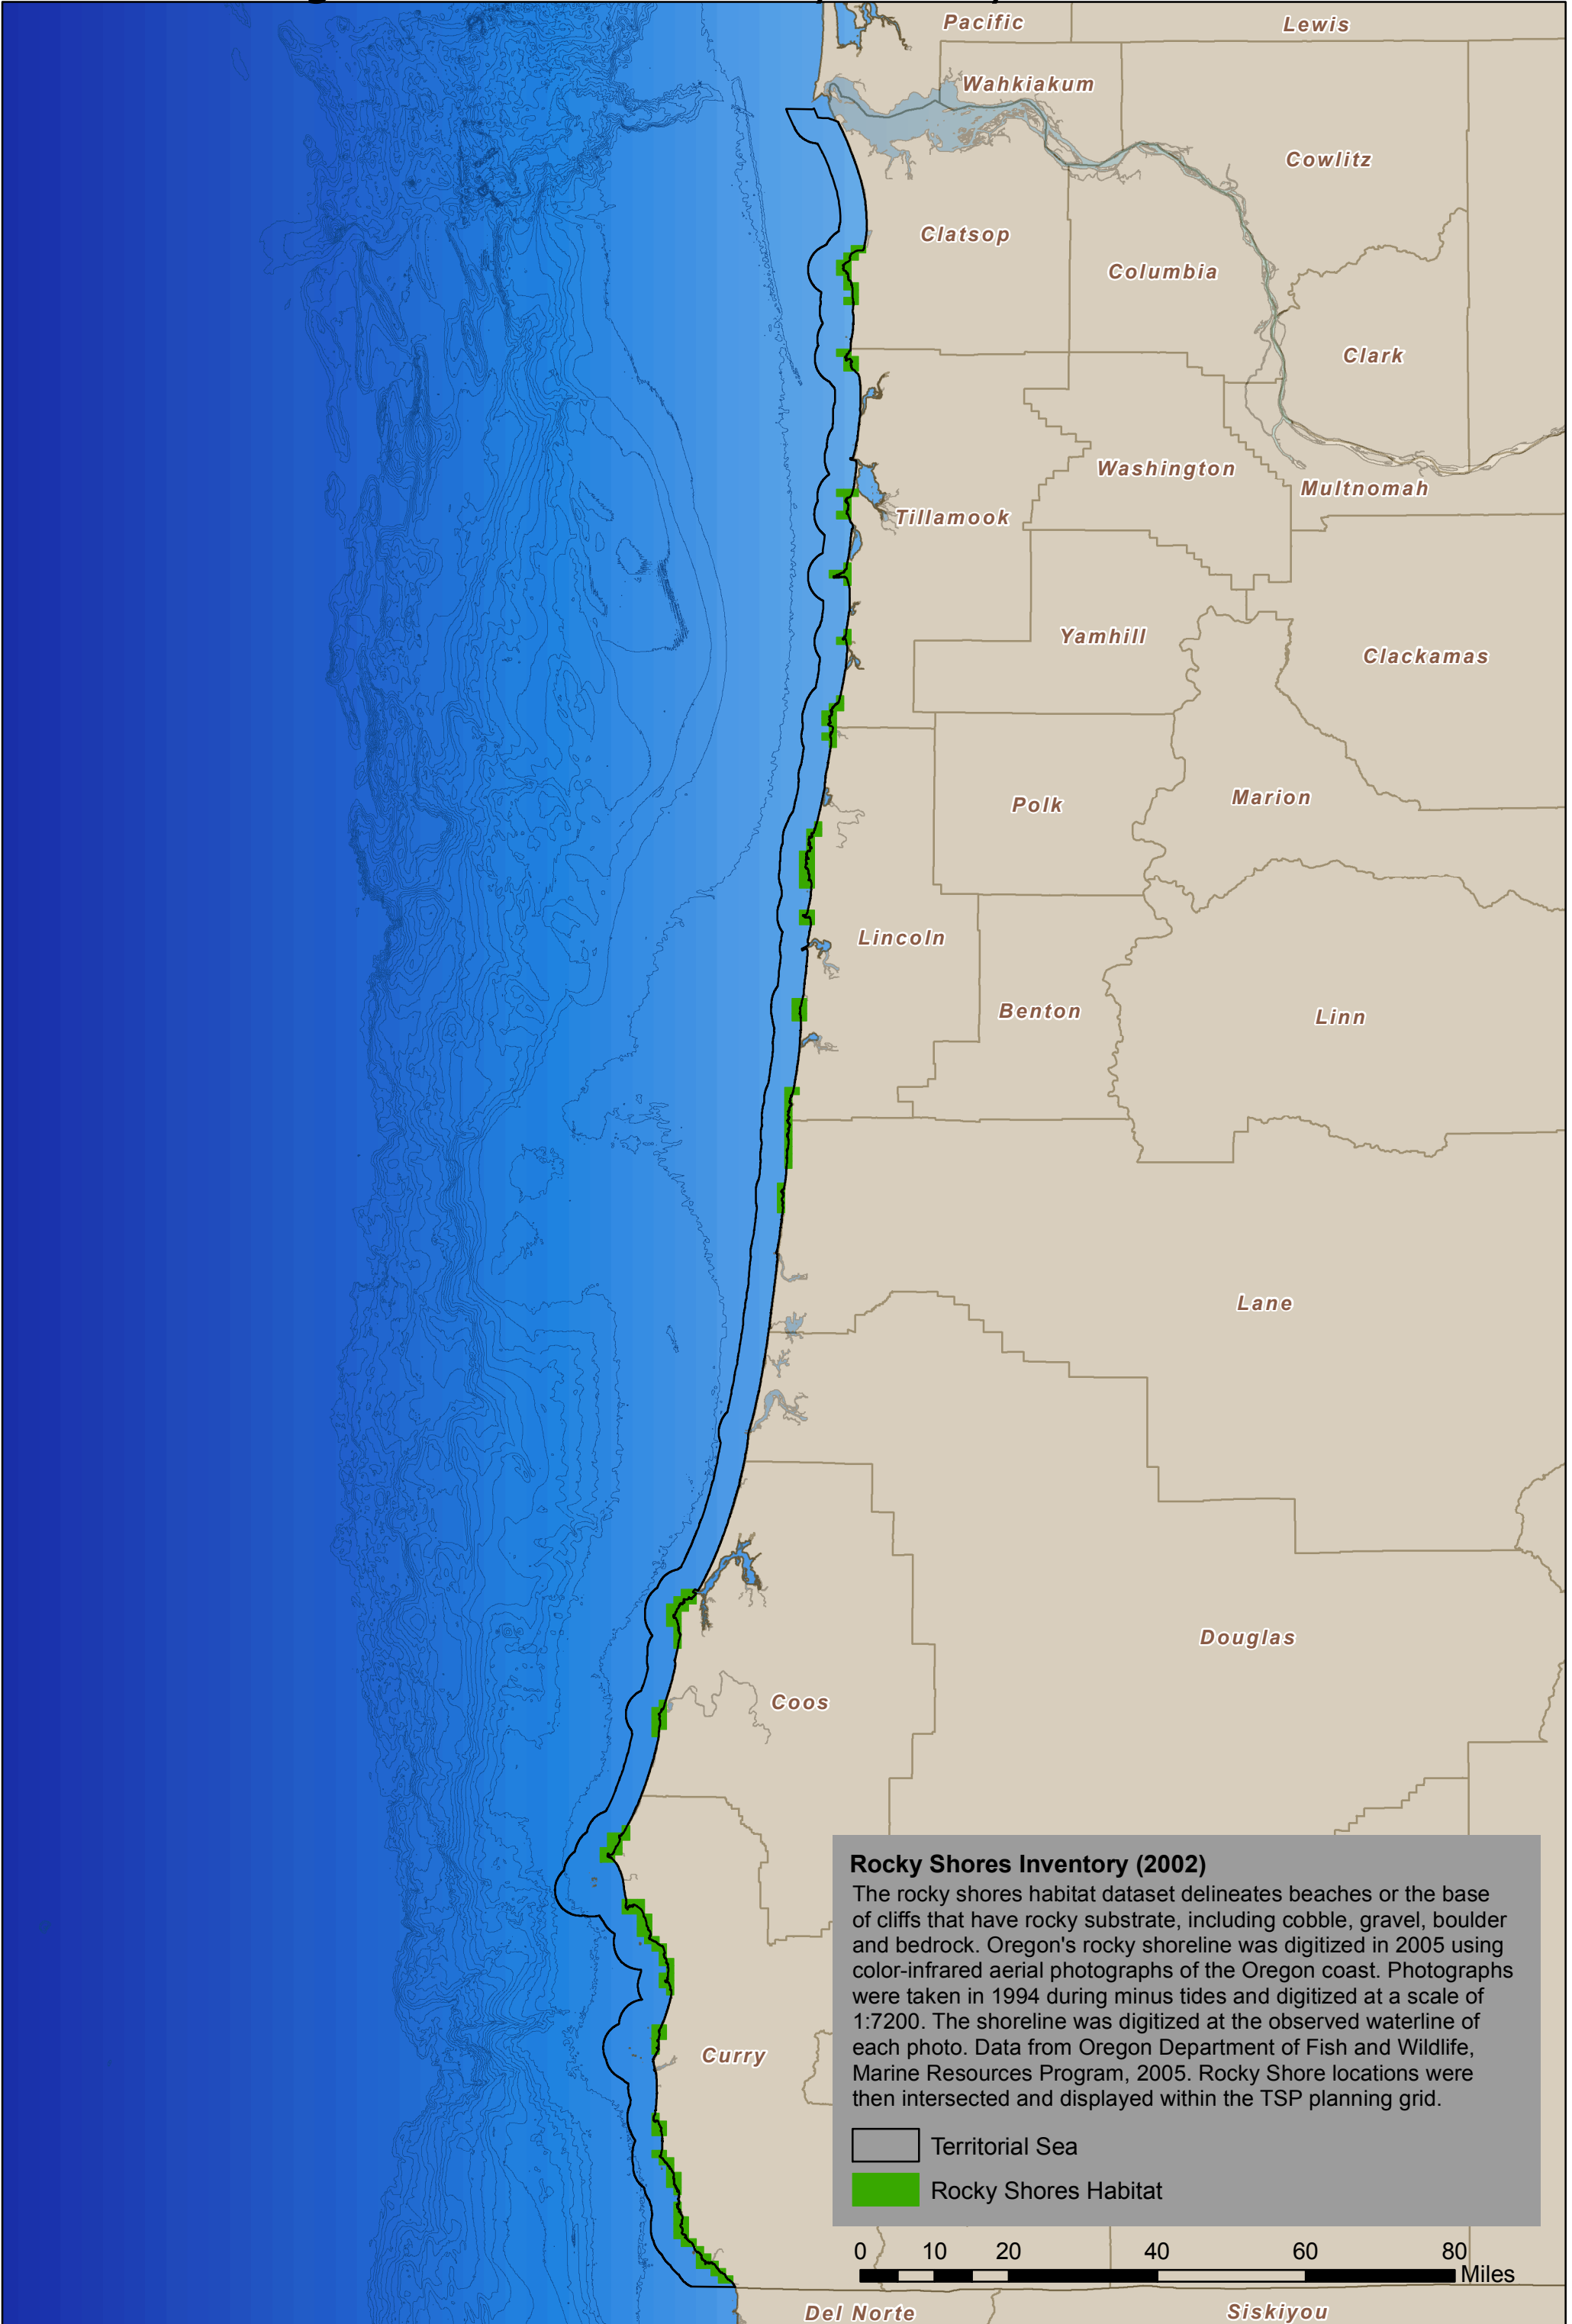 Pacific
Lewis
Wahkiakum
Cowlitz
Clatsop
Columbia
Clark
Washington
Multnomah
Tillamook
Yamhill
Clackamas
Polk
Marion
Lincoln
Benton
Linn
Lane
Douglas
Coos
Curry
Rocky Shores Inventory (2002)
The rocky shores habitat dataset delineates beaches or the base
of cliffs that have rocky substrate, including cobble, gravel, boulder
and bedrock. Oregon's rocky shoreline was digitized in 2005 using
color-infrared aerial photographs of the Oregon coast. Photographs
were taken in 1994 during minus tides and digitized at a scale of
1:7200. The shoreline was digitized at the observed waterline of
each photo. Data from Oregon Department of Fish and Wildlife,
Marine Resources Program, 2005. Rocky Shore locations were
then intersected and displayed within the TSP planning grid.
Territorial Sea
Rocky Shores Habitat
0 10 20 40 60 80
Miles
Del Norte
Siskiyou